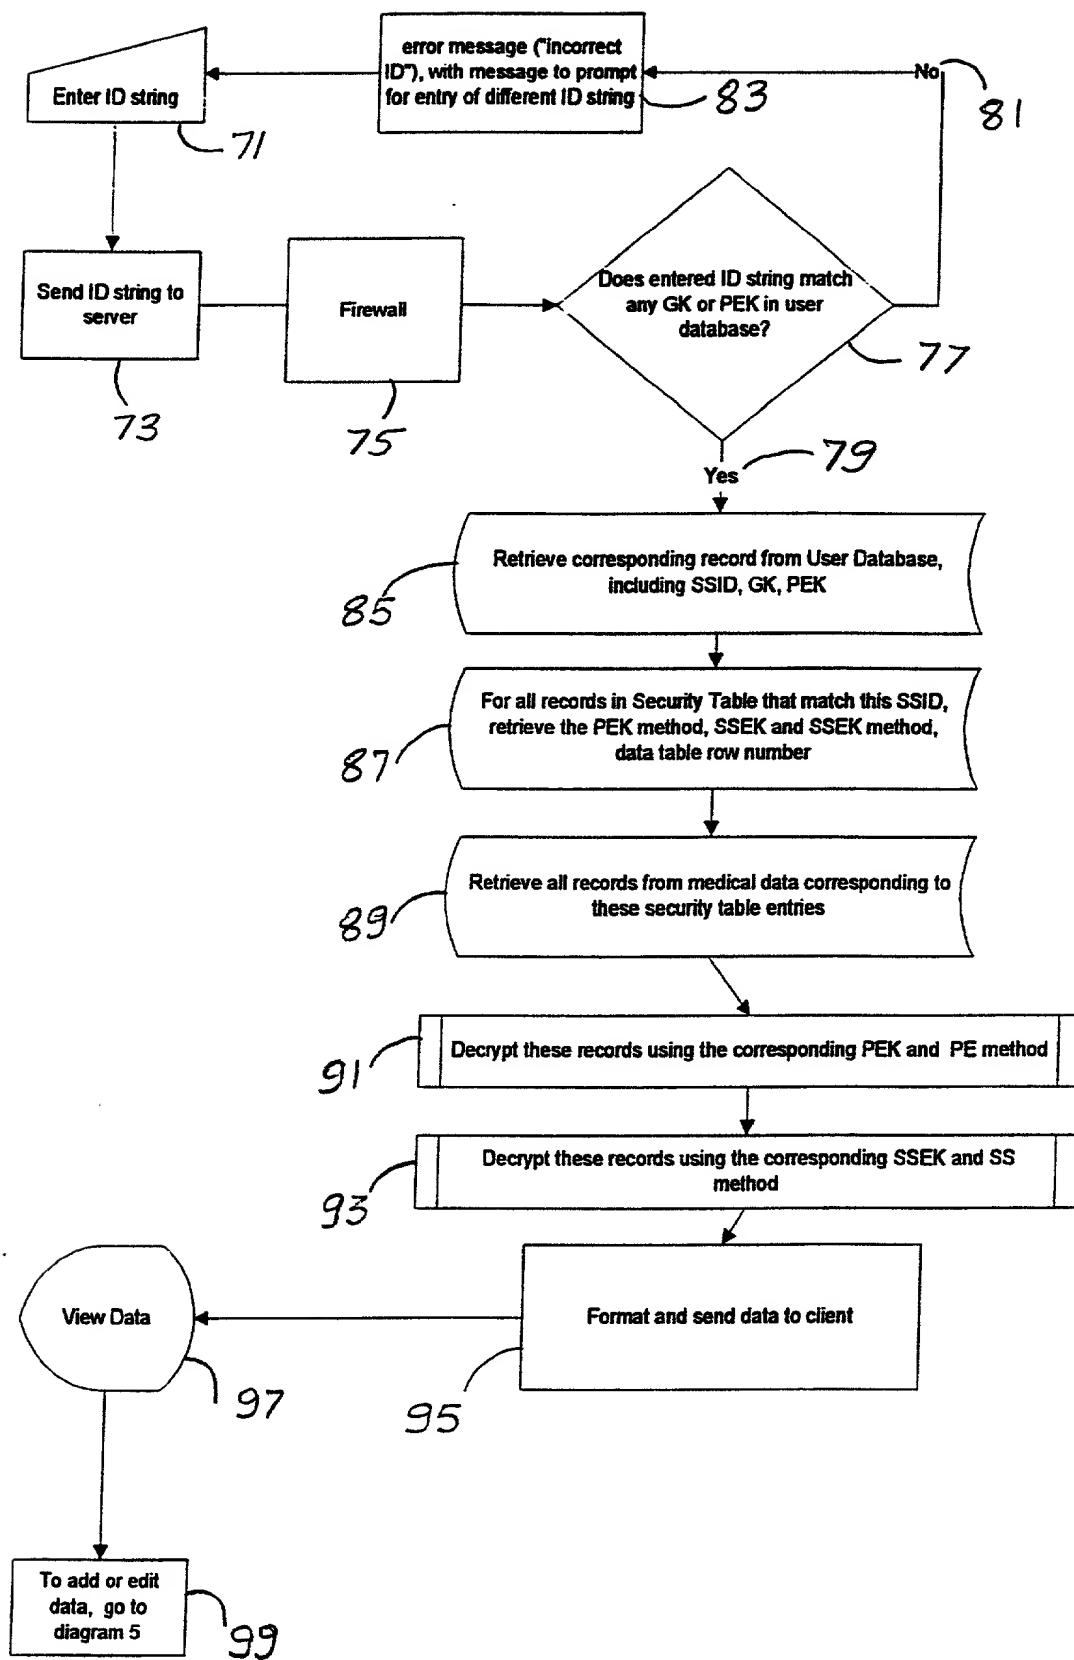 error message ("incorrect
ID"), with message to prompt
for entry of different ID string
No
81
83
Enter ID string
71
Send ID string to
server
73
Firewall
75
Does entered ID string match
any GK or PEK in user
database?
77
Yes
79
Retrieve corresponding record from User Database,
including SSID, GK, PEK
85
For all records in Security Table that match this SSID,
retrieve the PEK method, SSEK and SSEK method,
data table row number
87
Retrieve all records from medical data corresponding to
these security table entries
89
Decrypt these records using the corresponding PEK and PE method
91
Decrypt these records using the corresponding SSEK and SS
method
93
Format and send data to client
95
View Data
97
To add or edit
data, go to
diagram 5
99